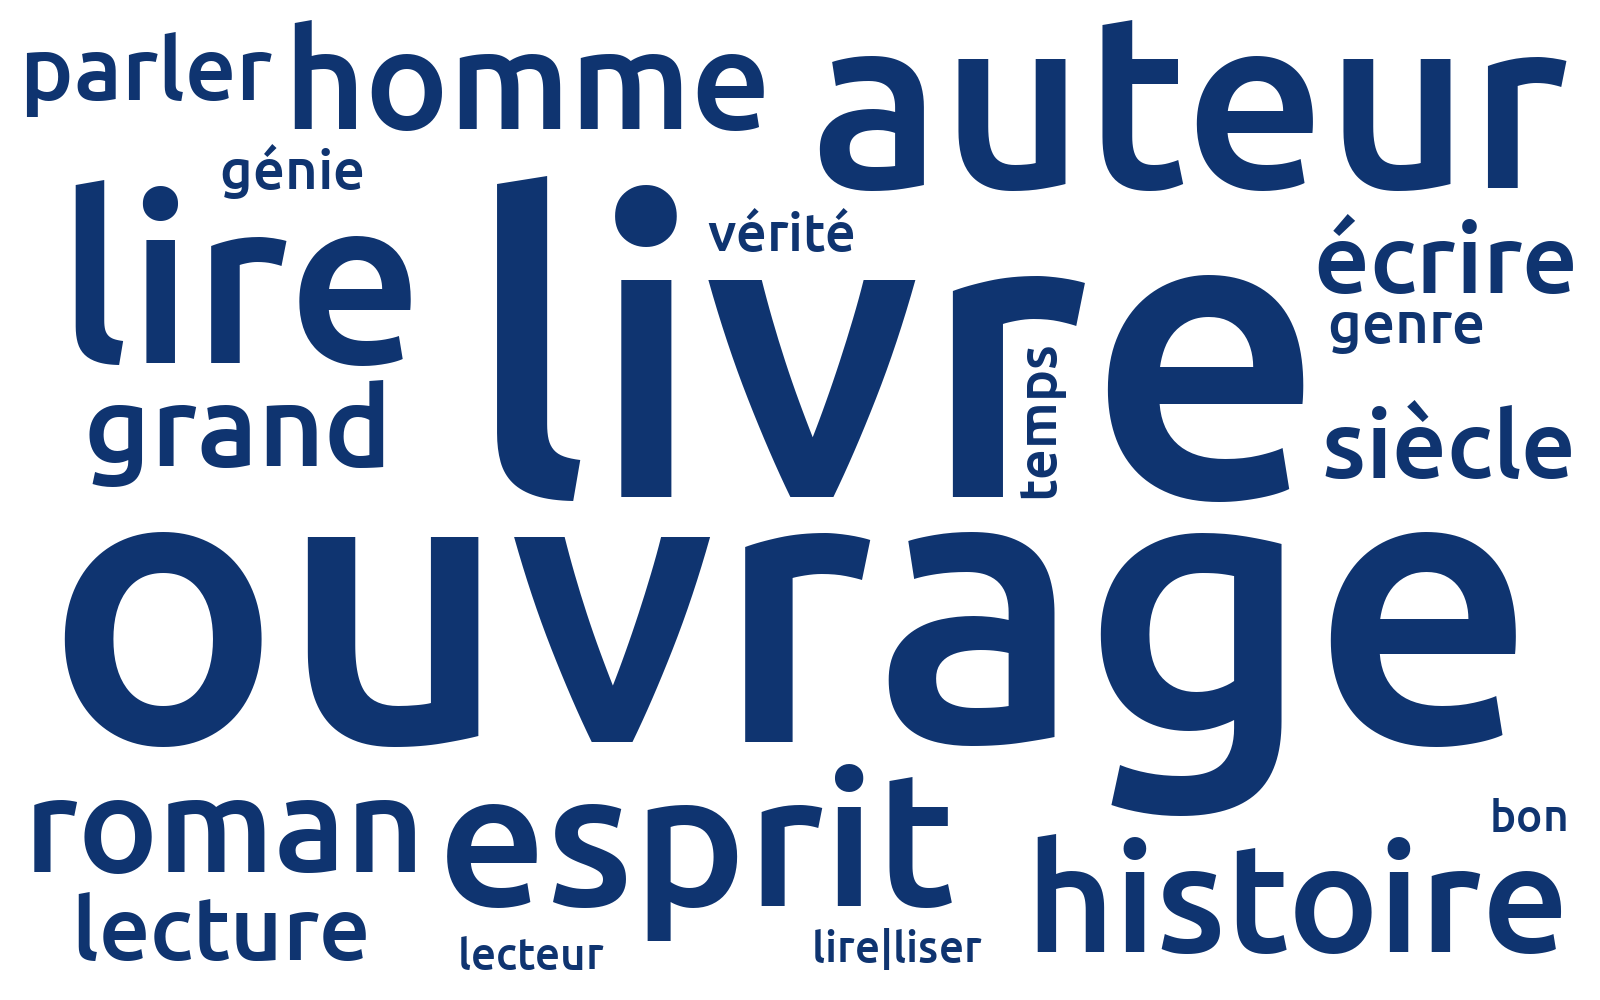 parler
homme
auteur
génie
lire
livre
vérité
écrire
genre
temps
grand
siècle
ouvrage
roman
esprit
bon
histoire
lecture
lecteur
lire|liser